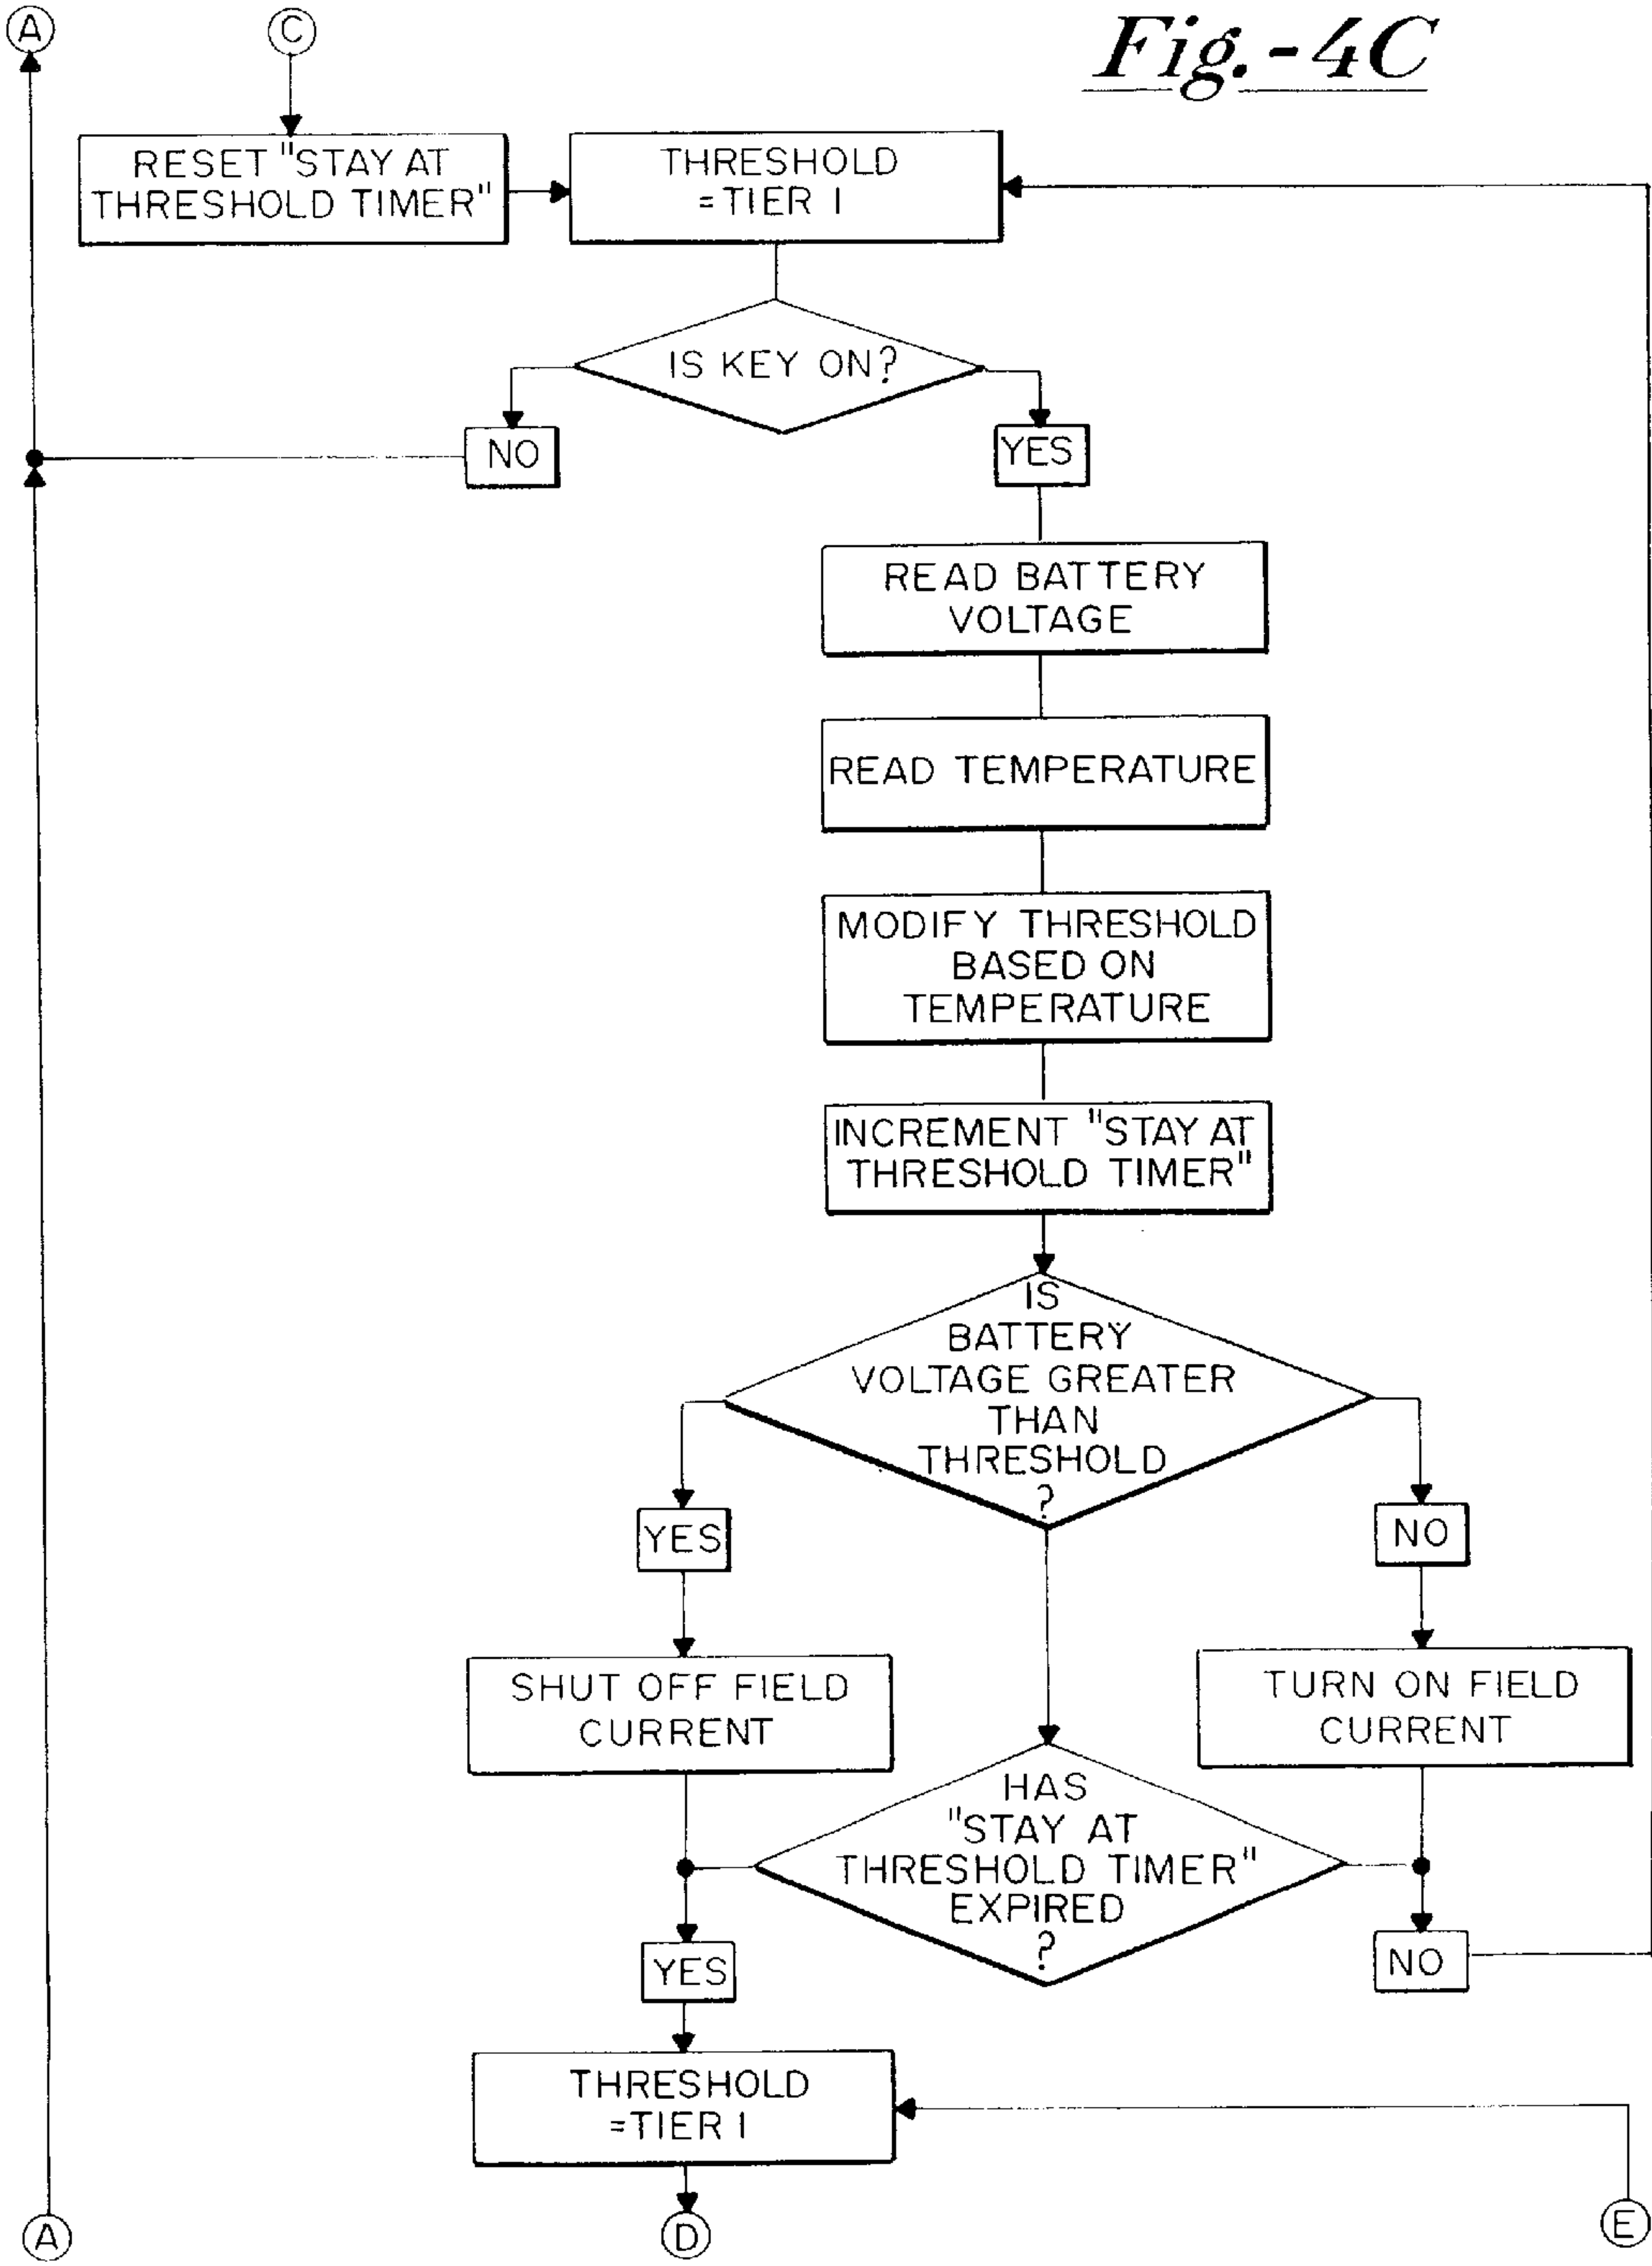 Fig.-4C
A
C
RESET "STAY AT
THRESHOLD TIMER"
THRESHOLD
=TIER 1
IS KEY ON?
NO
YES
READ BATTERY
VOLTAGE
READ TEMPERATURE
MODIFY THRESHOLD
BASED ON
TEMPERATURE
INCREMENT "STAY AT
THRESHOLD TIMER"
IS
BATTERY
VOLTAGE GREATER
THAN
THRESHOLD
?
YES
NO
SHUT OFF FIELD
CURRENT
TURN ON FIELD
CURRENT
HAS
"STAY AT
THRESHOLD TIMER"
EXPIRED
?
YES
NO
THRESHOLD
=TIER 1
A
D
E